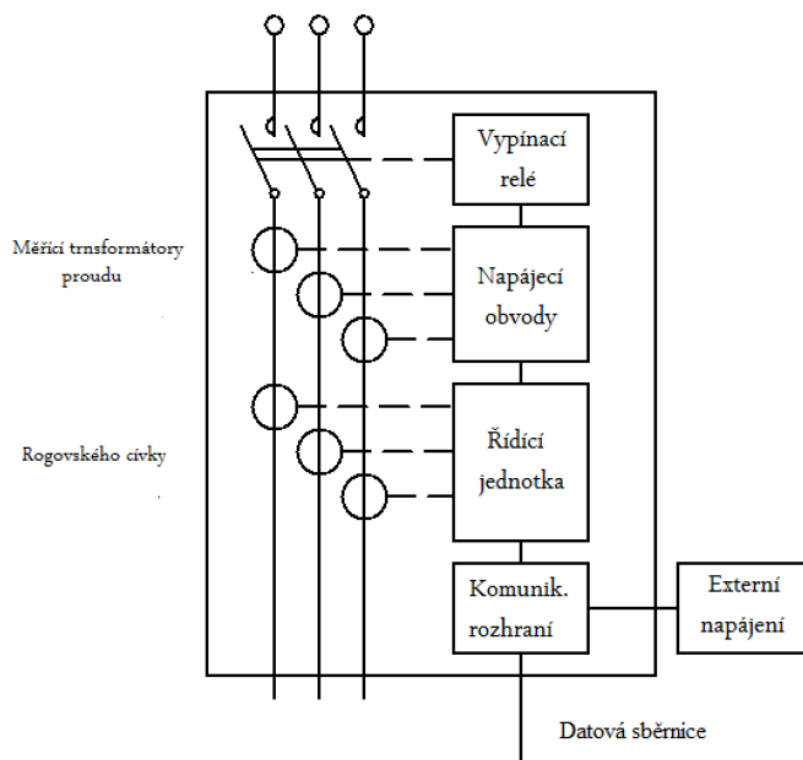 Vypínací
relé
Měřící trnsformátory
proudu
Napájecí
obvody
Rogovského cívky
Řídící
jednotka
Komunik.
rozhraní
Externí
napájení
Datová sběrnice